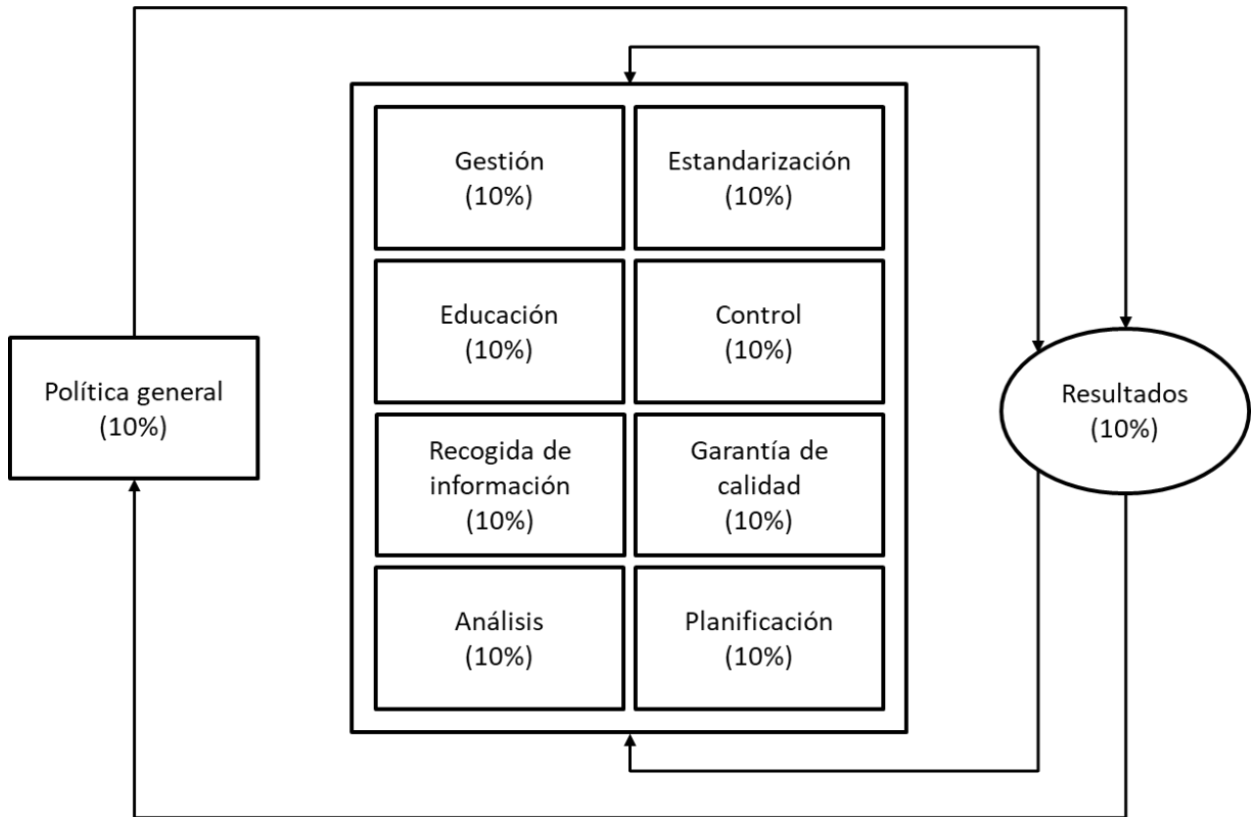 Gestión
(10%)
Estandarización
(10%)
Educación
(10%)
Control
(10%)
Política general
(10%)
Resultados
(10%)
Recogida de
información
(10%)
Garantía de
calidad
(10%)
Análisis
(10%)
Planificación
(10%)